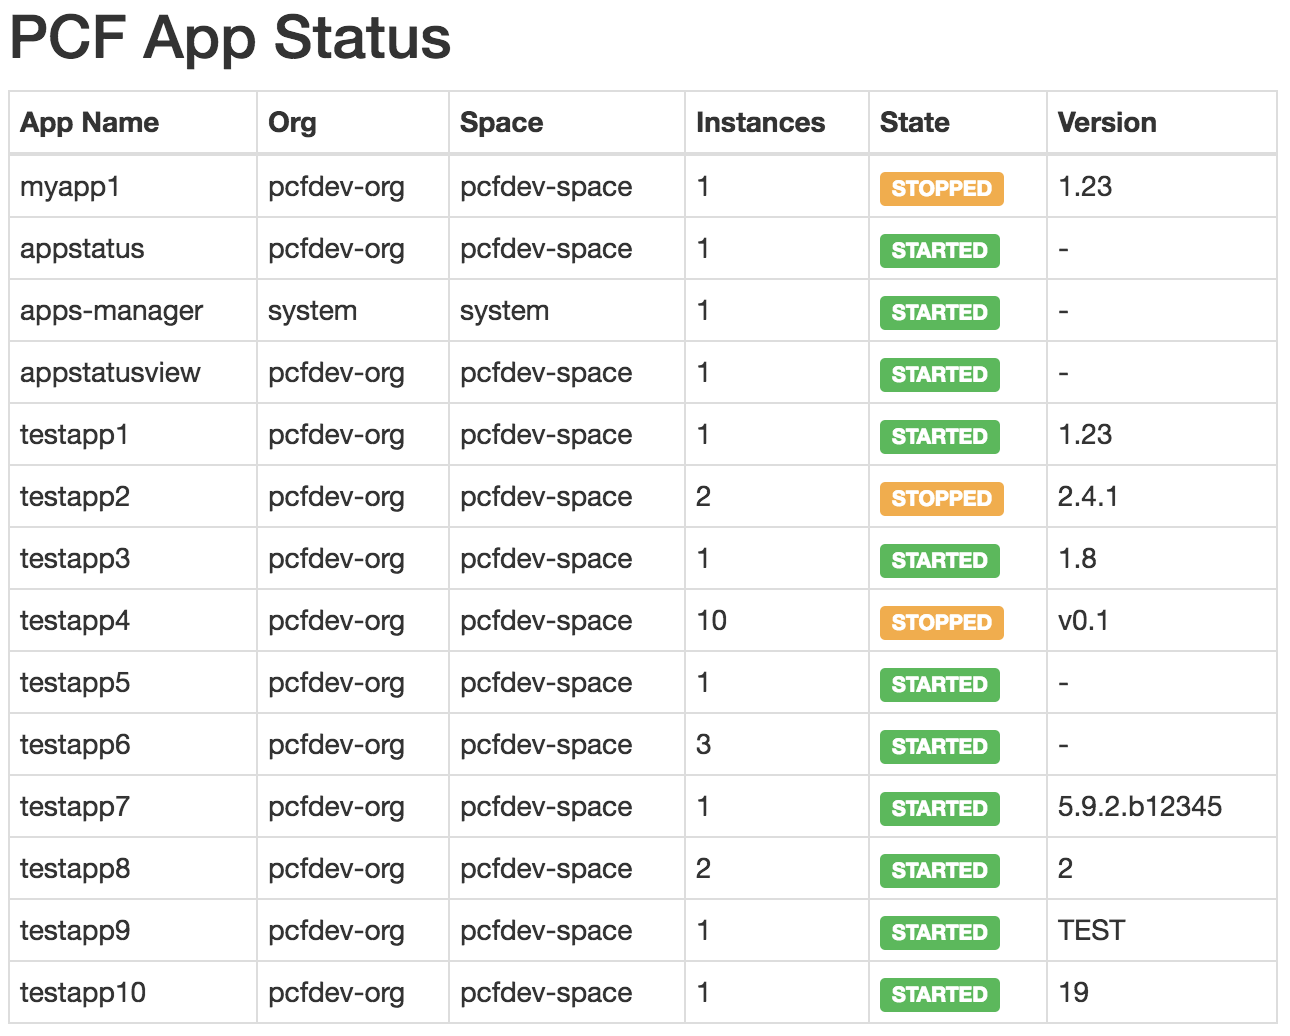 PCF App Status
App Name Org Space Instances State Version
myapp1 pcfdev-org pcfdev-space 1 STOPPED 1.23
appstatus pcfdev-org pcfdev-space 1 STARTED -
apps-manager system system 1 STARTED -
appstatusview pcfdev-org pcfdev-space 1 STARTED -
testapp1 pcfdev-org pcfdev-space 1 STARTED 1.23
testapp2 pcfdev-org pcfdev-space 2 STOPPED 2.4.1
testapp3 pcfdev-org pcfdev-space 1 STARTED 1.8
testapp4 pcfdev-org pcfdev-space 10 STOPPED v0.1
testapp5 pcfdev-org pcfdev-space 1 STARTED -
testapp6 pcfdev-org pcfdev-space 3 STARTED -
testapp7 pcfdev-org pcfdev-space 1 STARTED 5.9.2.b12345
testapp8 pcfdev-org pcfdev-space 2 STARTED 2
testapp9 pcfdev-org pcfdev-space 1 STARTED TEST
testapp10 pcfdev-org pcfdev-space 1 STARTED 19